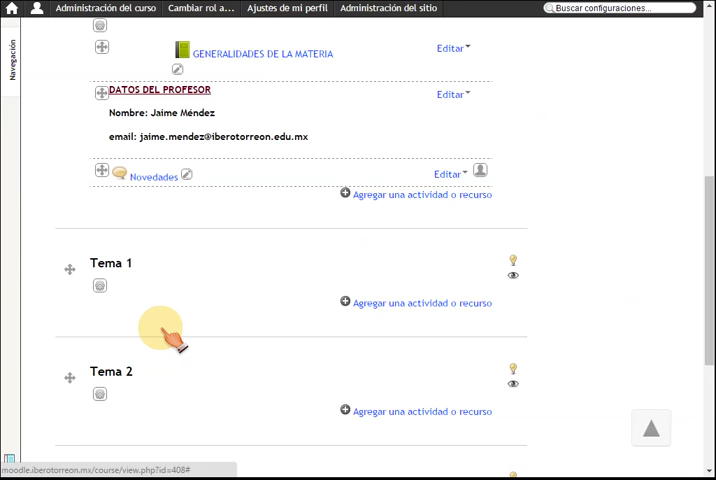 Administración del curso Cambiar rol a... Ajustes de mi perfil Administración del sitio Buscar configuraciones...
Navegación
GENERALIDADES DE LA MATERIA Editar
DATOS DEL PROFESOR Editar
Nombre: Jaime Méndez
email: jaime.mendez@iberotorreon.edu.mx
Novedades Editar
Agregar una actividad o recurso
Tema 1
Agregar una actividad o recurso
Tema 2
Agregar una actividad o recurso
moodle.iberotorreon.mx/course/view.php?id=408#